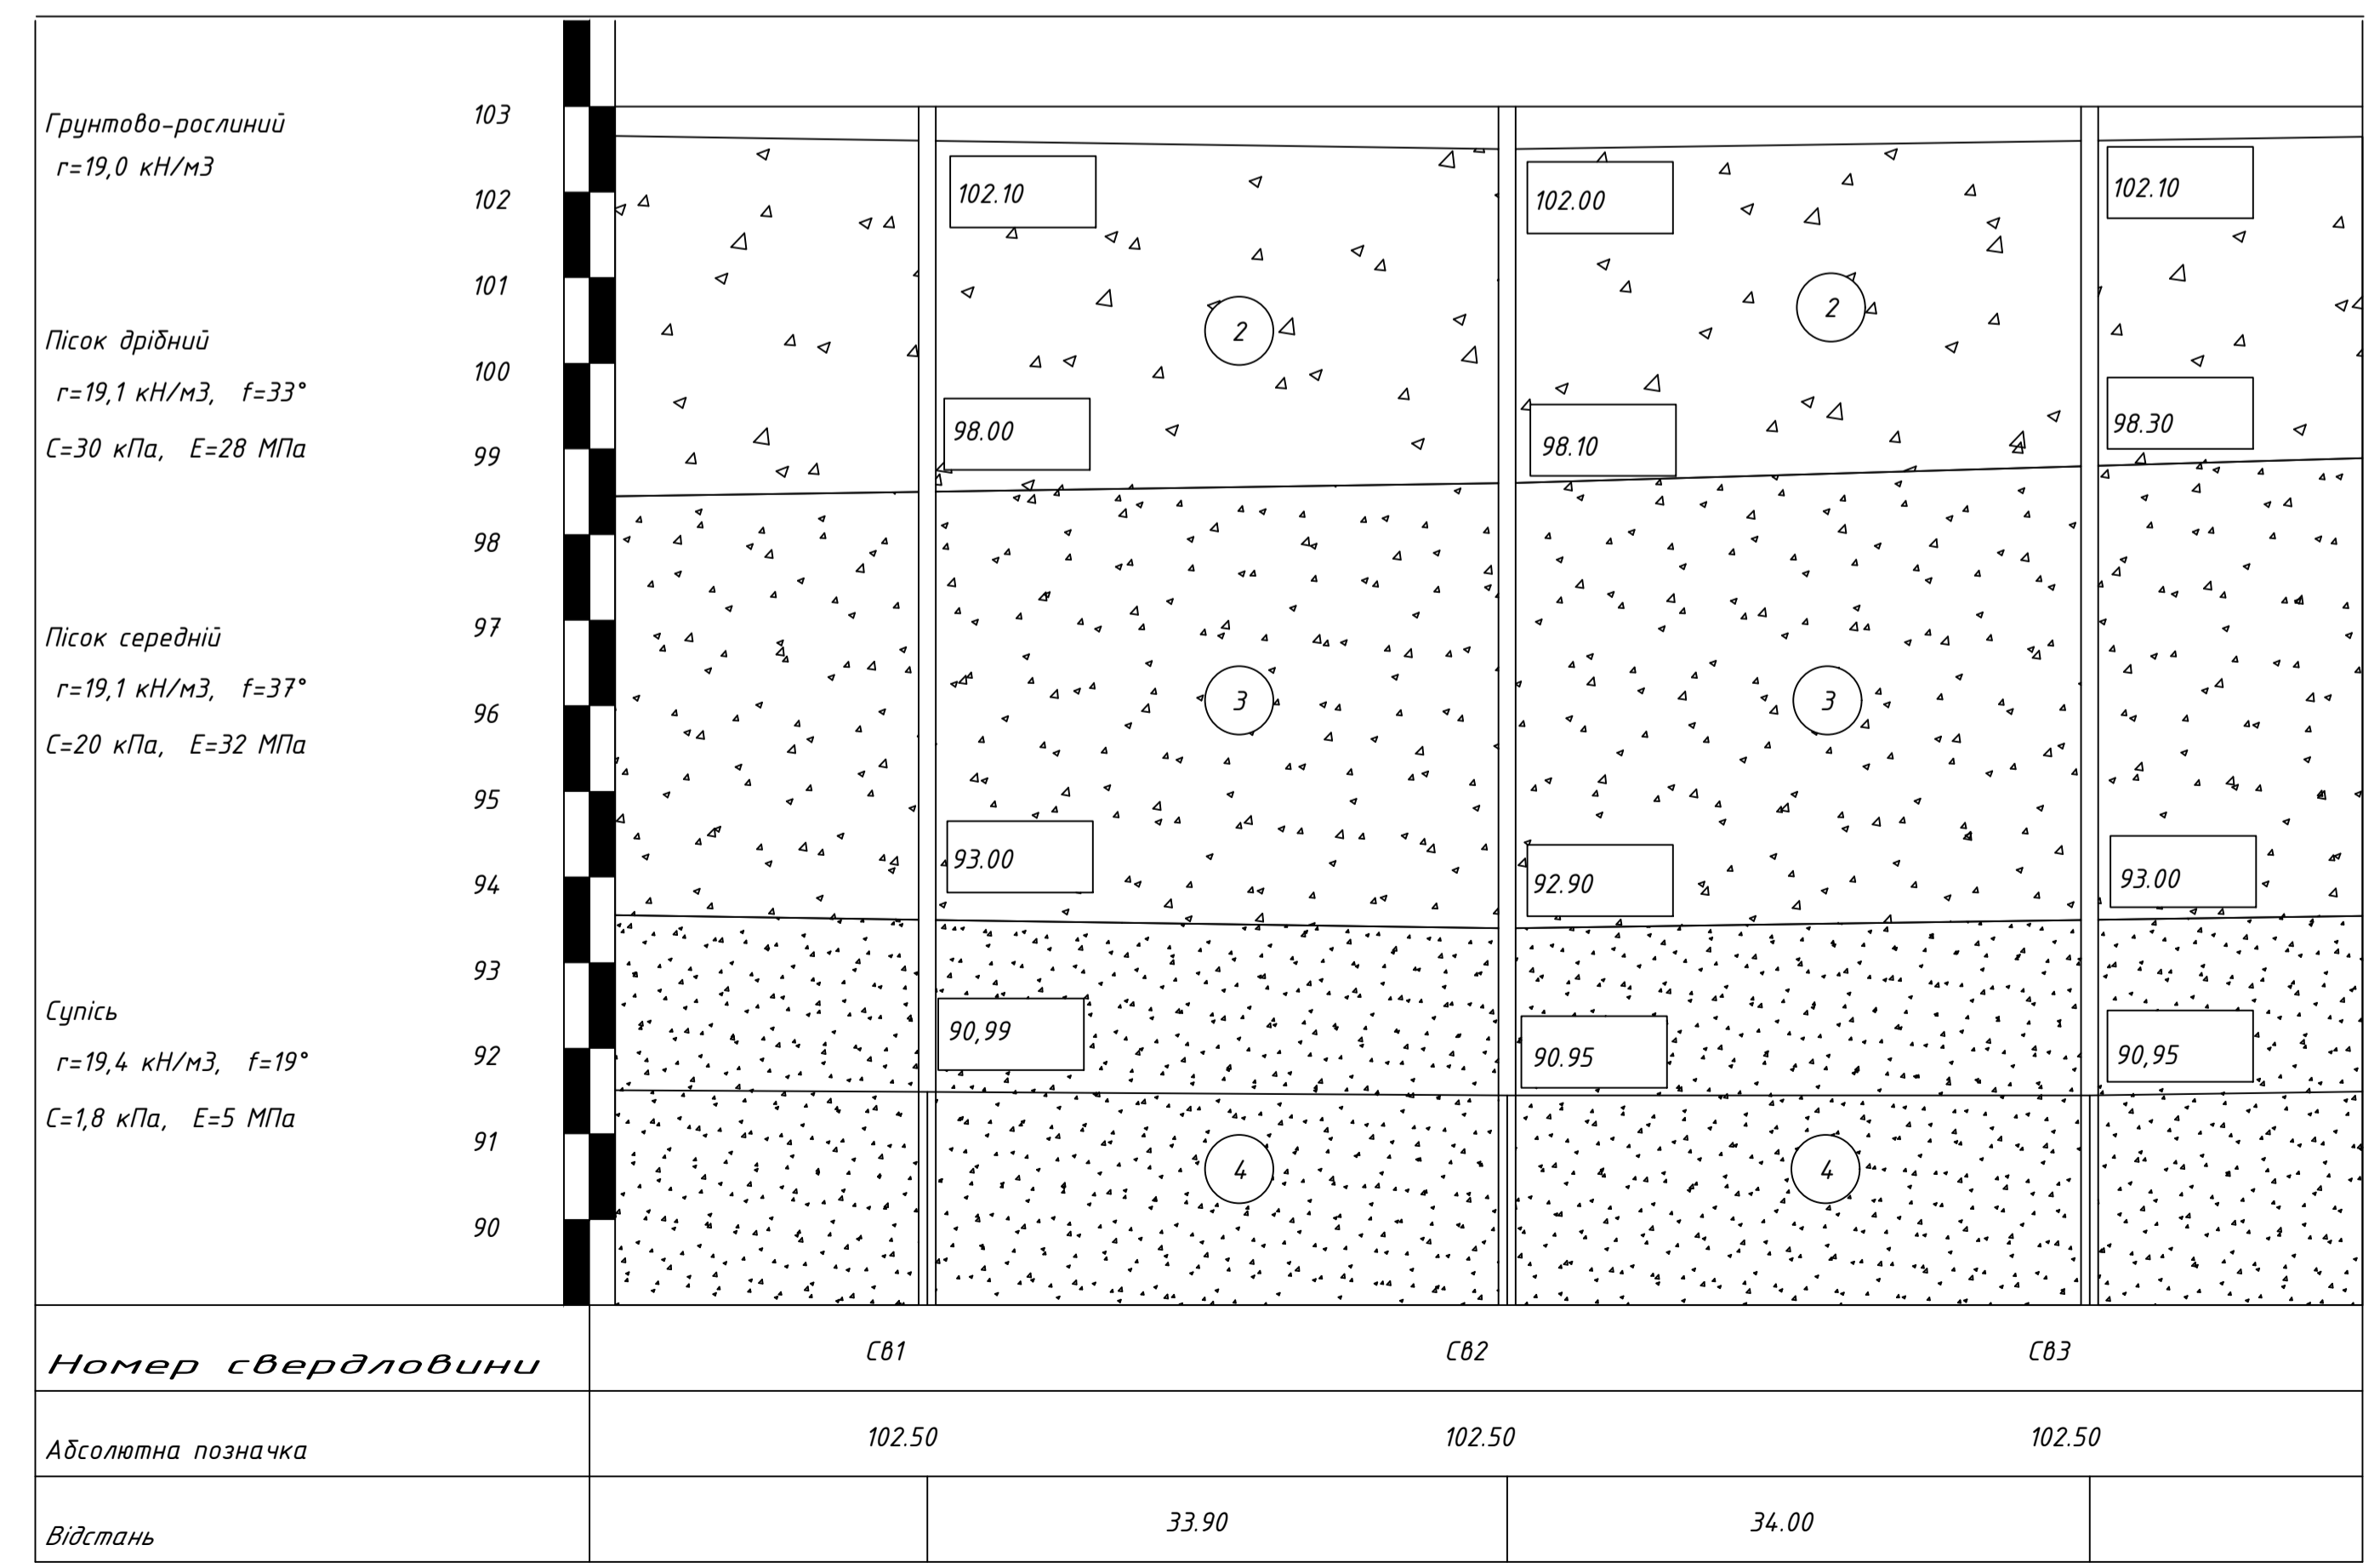 Грунтово-рослиний
r=19,0 кН/м3
Пісок дрібний
r=19,1 кН/м3, f=33°
С=30 кПа, Е=28 МПа
Пісок середній
r=19,1 кН/м3, f=37°
С=20 кПа, Е=32 МПа
Супісь
r=19,4 кН/м3, f=19°
С=1,8 кПа, Е=5 МПа
103
102
101
100
99
98
97
96
95
94
93
92
91
90
102.10
102.00
102.10
2
2
98.00
98.10
98.30
3
3
93.00
92.90
93.00
90,99
90.95
90,95
4
4
Номер свердловини
Св1
Св2
Св3
Абсолютна позначка
102.50
102.50
102.50
Відстань
33.90
34.00